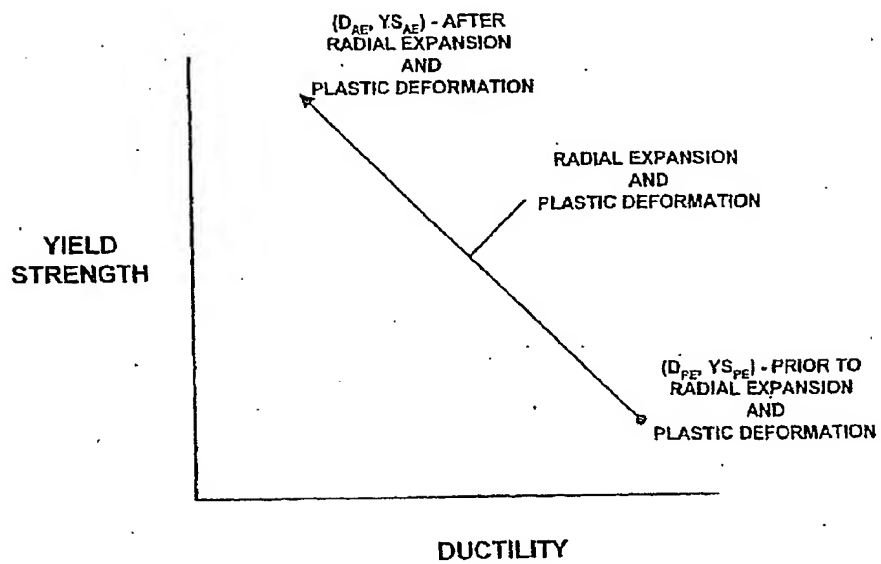 (D_AE, YS_AE) - AFTER
RADIAL EXPANSION
AND
PLASTIC DEFORMATION
RADIAL EXPANSION
AND
PLASTIC DEFORMATION
YIELD
STRENGTH
(D_PE, YS_PE) - PRIOR TO
RADIAL EXPANSION
AND
PLASTIC DEFORMATION
DUCTILITY